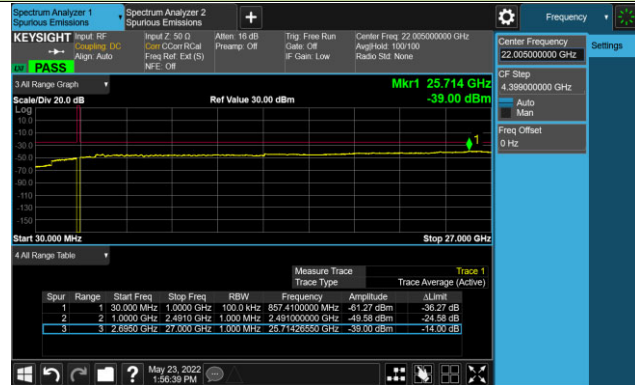 Spectrum Analyzer 1
Spurious Emissions
Spectrum Analyzer 2
Spurious Emissions
Frequency
KEYSIGHT
Input: RF
Coupling: DC
Align: Auto
Input Z: 50 Ω
Corr CCorr RCal
Freq Ref: Ext (S)
NFE: Off
Atten: 16 dB
Preamp: Off
Trig: Free Run
Gate: Off
IF Gain: Low
Center Freq: 22.005000000 GHz
Avg|Hold: 100/100
Radio Std: None
PASS
Center Frequency
22.005000000 GHz
Settings
CF Step
4.399000000 GHz
Auto
Man
Freq Offset
0 Hz
3 All Range Graph
Mkr1 25.714 GHz
-39.00 dBm
Scale/Div 20.0 dB
Ref Value 30.00 dBm
Log
10.0
-10.0
-30.0
-50.0
-70.0
-90.0
-110
-130
-150
1
Start 30.000 MHz
Stop 27.000 GHz
4 All Range Table
Measure Trace Trace 1
Trace Type Trace Average (Active)
Spur Range Start Freq Stop Freq RBW Frequency Amplitude ΔLimit
1 1 30.000 MHz 1.0000 GHz 100.0 kHz 857.4100000 MHz -61.27 dBm -36.27 dB
2 2 1.0000 GHz 2.4910 GHz 1.000 MHz 2.491000000 GHz -49.58 dBm -24.58 dB
3 3 2.6950 GHz 27.000 GHz 1.000 MHz 25.71426550 GHz -39.00 dBm -14.00 dB
May 23, 2022
1:56:39 PM